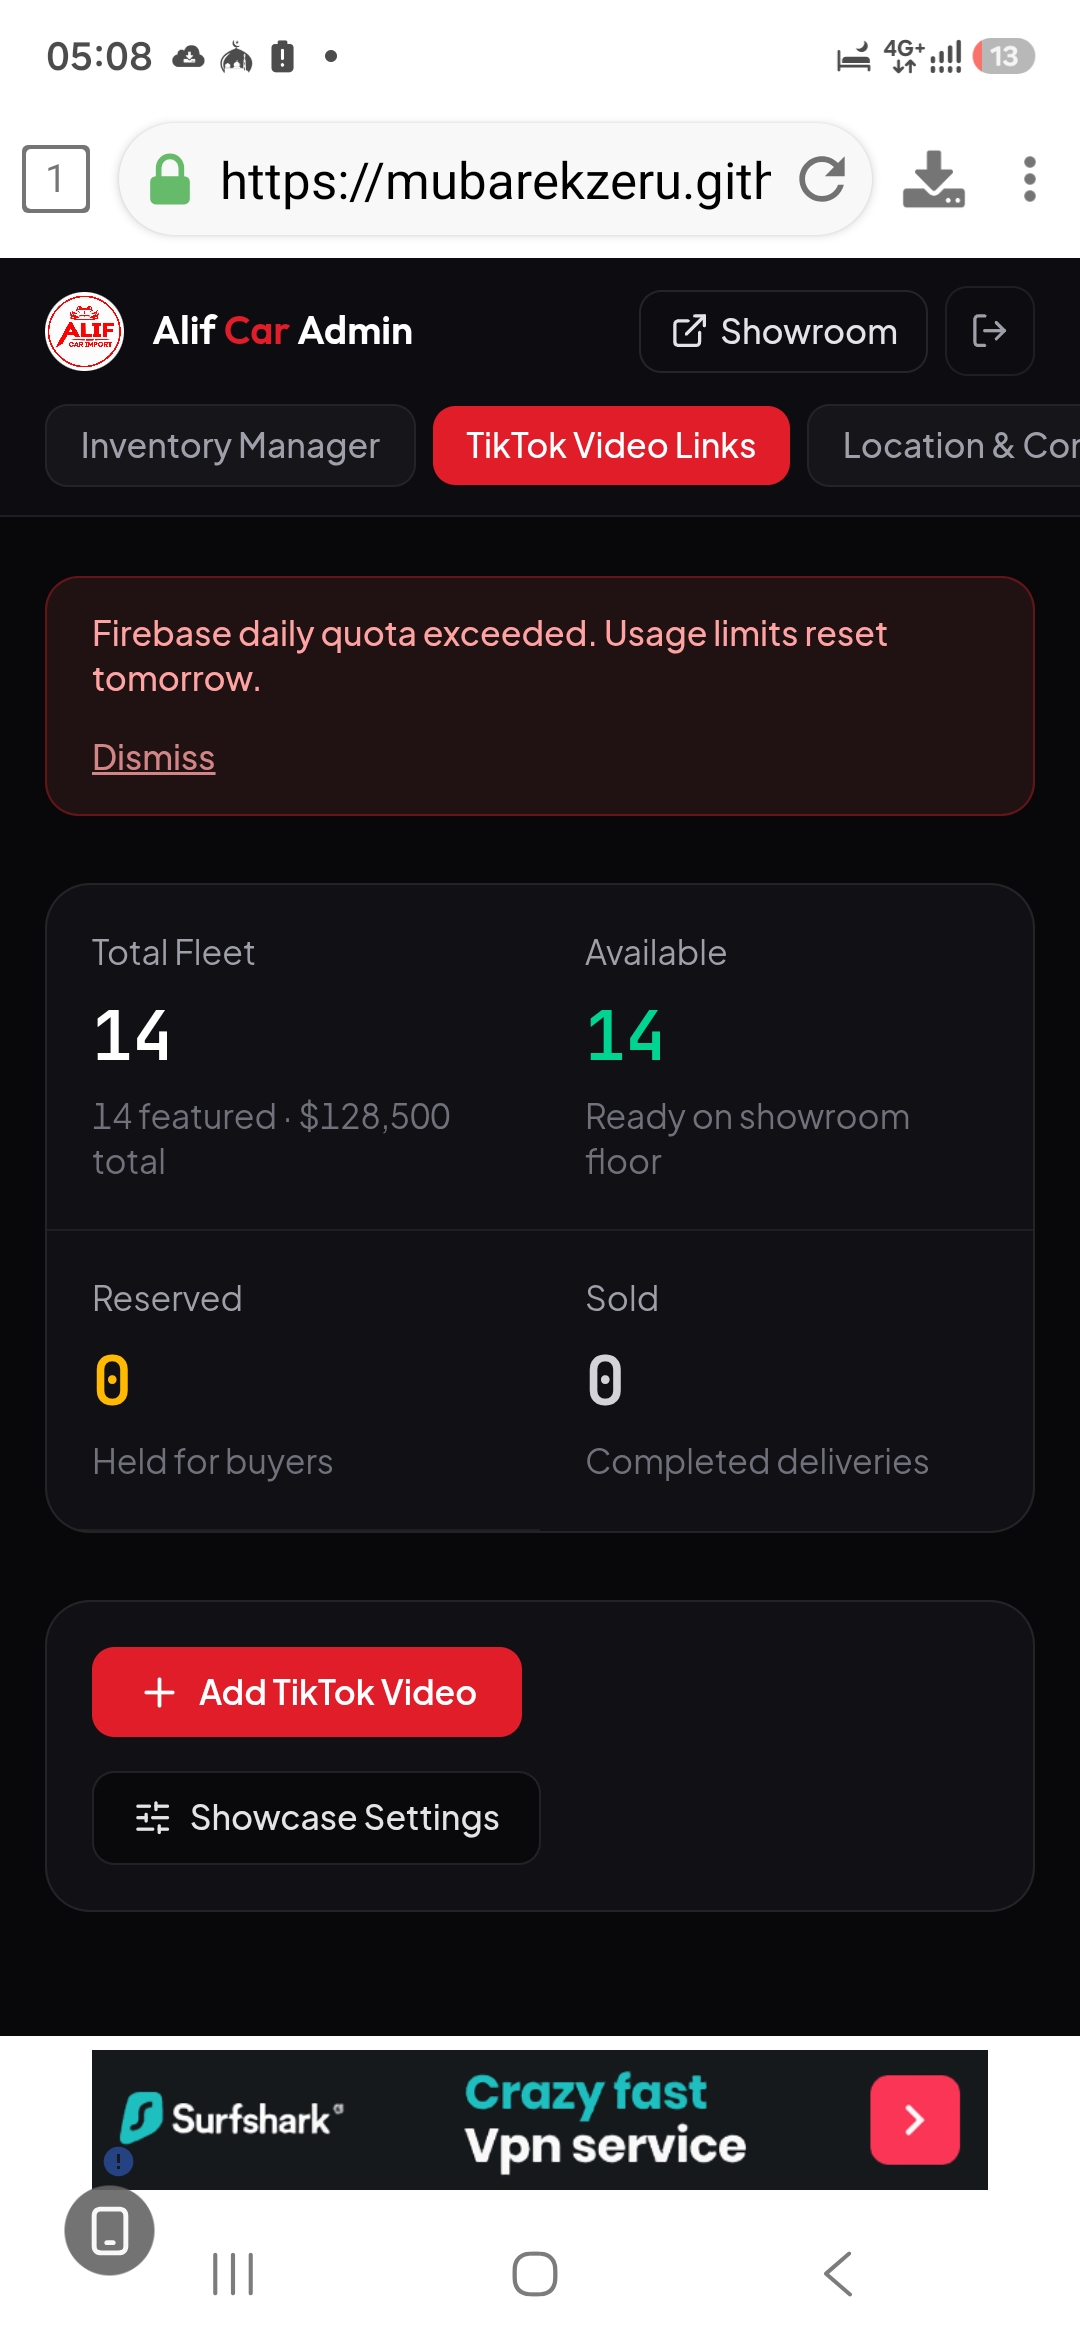 05:08
4G+
13
1
https://mubarekzeru.gith
ALIF
CAR IMPORT
Alif Car Admin
Showroom
Inventory Manager
TikTok Video Links
Location & Cor
Firebase daily quota exceeded. Usage limits reset
tomorrow.
Dismiss
Total Fleet
14
14 featured · $128,500
total
Available
14
Ready on showroom
floor
Reserved
0
Held for buyers
Sold
0
Completed deliveries
+ Add TikTok Video
Showcase Settings
Surfshark
Crazy fast
Vpn service